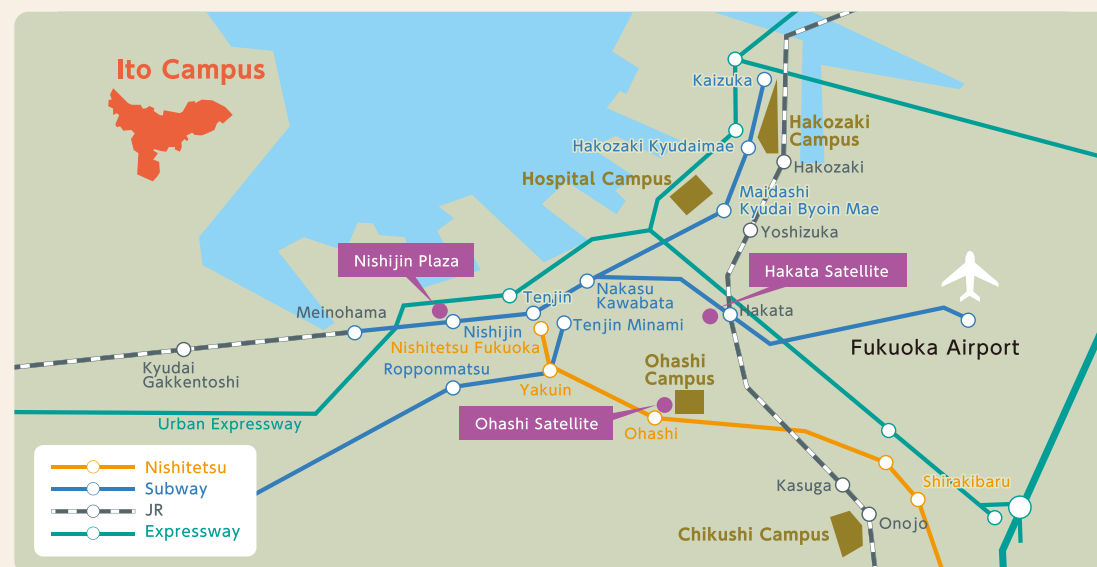 Ito Campus
Kaizuka
Hakozaki
Campus
Hakozaki Kyudaimae
Hakozaki
Hospital Campus
Maidashi
Kyudai Byoin Mae
Yoshizuka
Nishijin Plaza
Hakata Satellite
Nakasu
Kawabata
Tenjin
Hakata
Meinohama
Nishijin
Tenjin Minami
Nishitetsu Fukuoka
Fukuoka Airport
Kyudai
Gakkentoshi
Ropponmatsu
Ohashi
Campus
Yakuin
Urban Expressway
Ohashi Satellite
Ohashi
Nishitetsu
Subway
JR
Expressway
Kasuga
Shirakibaru
Onojo
Chikushi Campus